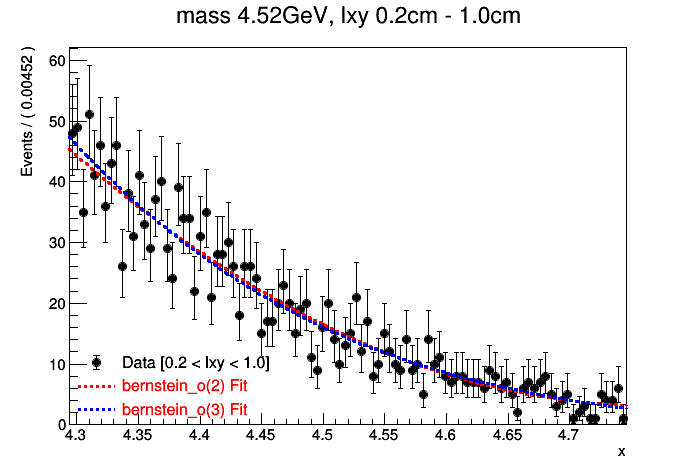 mass 4.52GeV, lxy 0.2cm - 1.0cm
Events / ( 0.00452 )
60
50
40
30
20
10
0
Data [0.2 < lxy < 1.0]
bernstein_o(2) Fit
bernstein_o(3) Fit
4.3 4.35 4.4 4.45 4.5 4.55 4.6 4.65 4.7
x